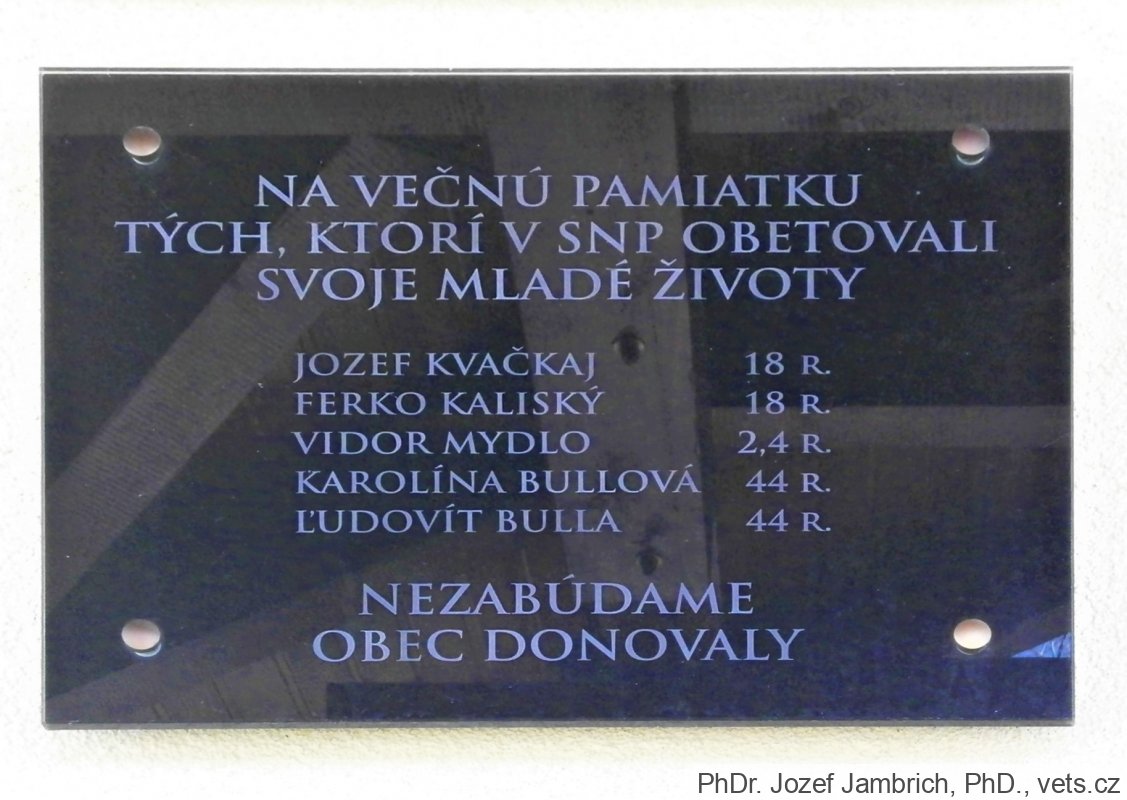 NA VEČNÚ PAMIATKU
TÝCH, KTORÍ V SNP OBETOVALI
SVOJE MLADÉ ŽIVOTY
JOZEF KVAČKAJ 18 R.
FERKO KALISKÝ 18 R.
VIDOR MYDLO 2,4 R.
KAROLÍNA BULLOVÁ 44 R.
ĽUDOVÍT BULLA 44 R.
NEZABÚDAME
OBEC DONOVALY
PhDr. Jozef Jambrich, PhD., vets.cz